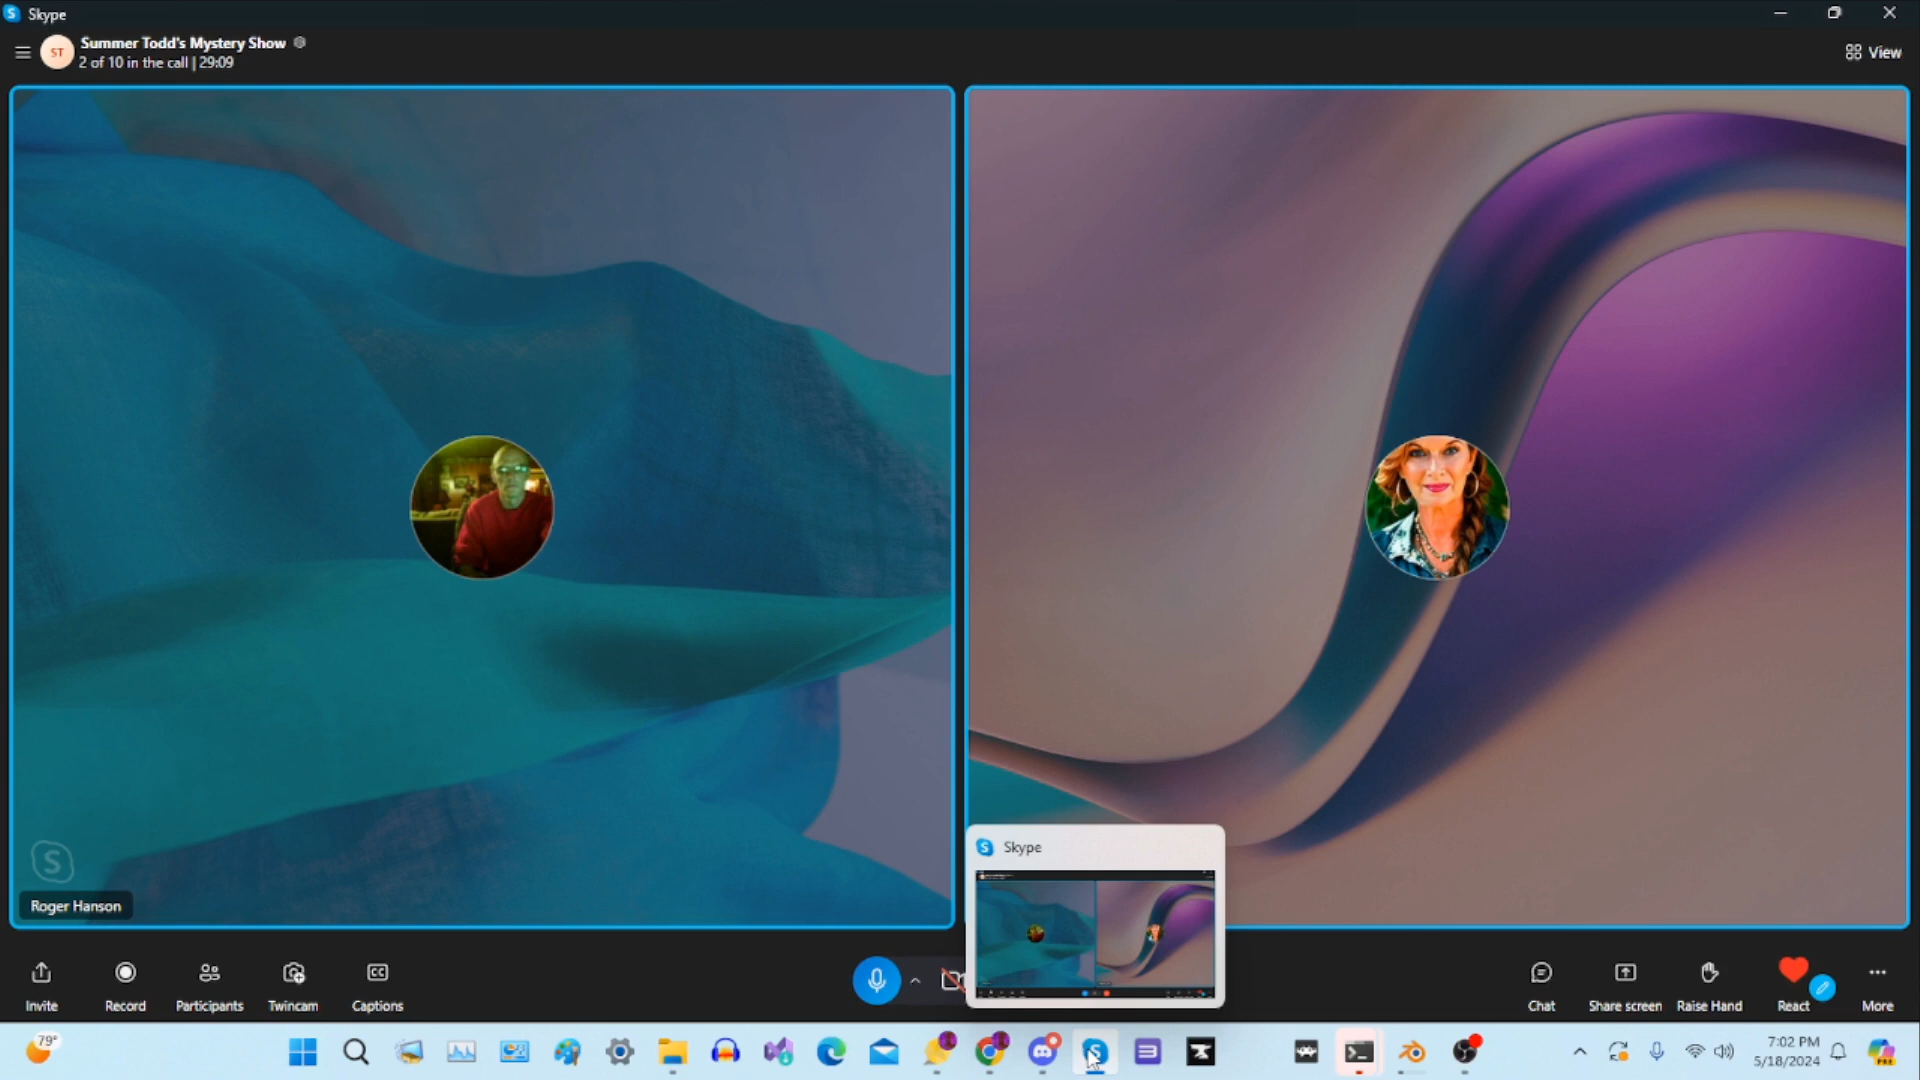 Skype
ST
Summer Todd's Mystery Show
2 of 10 in the call | 29:09
View
Roger Hanson
Skype
Invite
Record
Participants
Twincam
Captions
Chat
Share screen
Raise Hand
React
More
79°
7:02 PM
5/18/2024